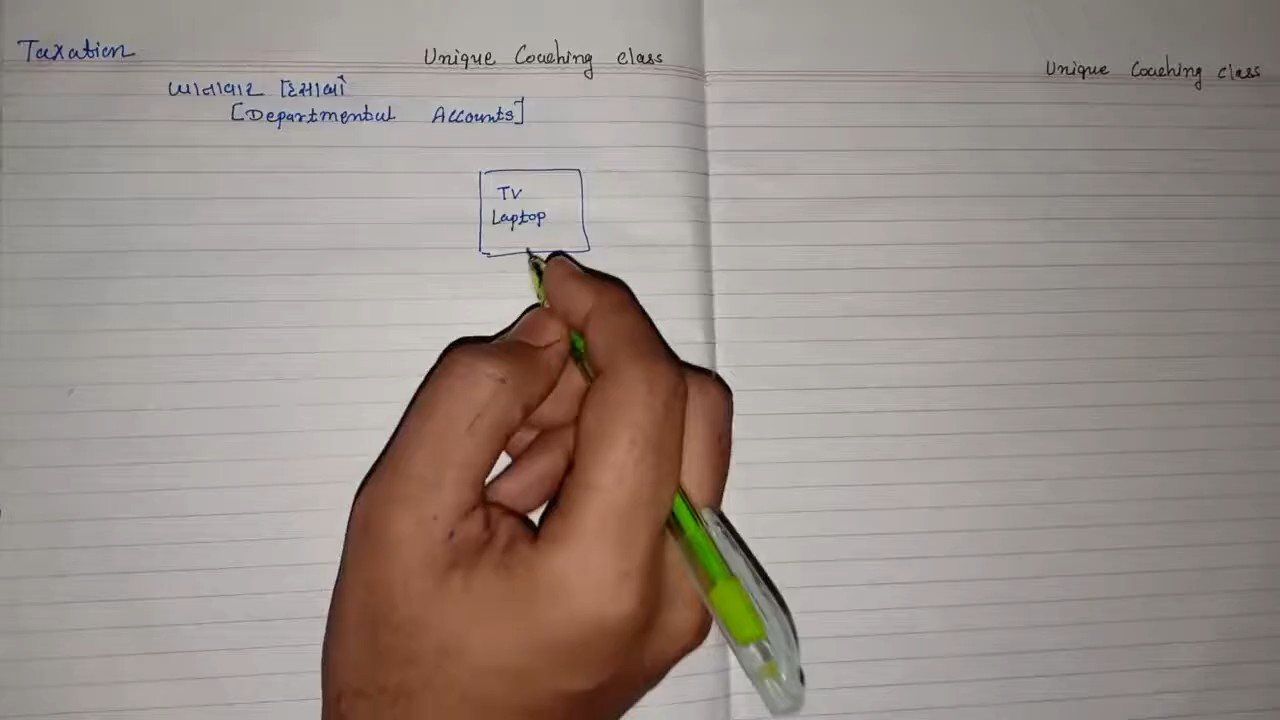 Taxation
Unique Coaching class
ખાતાવાર હિસાબો
[Departmental Accounts]
TV
Laptop
Unique Coaching class